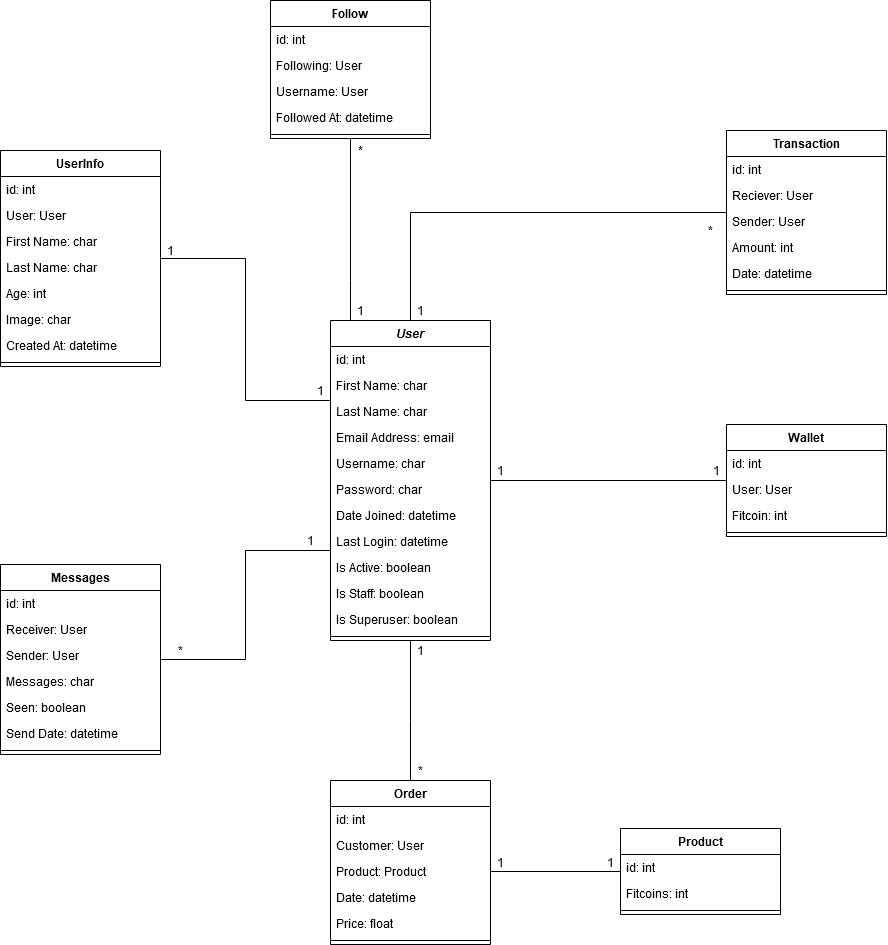 Follow
id: int
Following: User
Username: User
Followed At: datetime
*
1
UserInfo
id: int
User: User
First Name: char
Last Name: char
Age: int
Image: char
Created At: datetime
1
1
Transaction
id: int
Reciever: User
Sender: User
Amount: int
Date: datetime
*
1
User
id: int
First Name: char
Last Name: char
Email Address: email
Username: char
Password: char
Date Joined: datetime
Last Login: datetime
Is Active: boolean
Is Staff: boolean
Is Superuser: boolean
1
1
Wallet
id: int
User: User
Fitcoin: int
1
*
Messages
id: int
Receiver: User
Sender: User
Messages: char
Seen: boolean
Send Date: datetime
1
*
Order
id: int
Customer: User
Product: Product
Date: datetime
Price: float
1
1
Product
id: int
Fitcoins: int